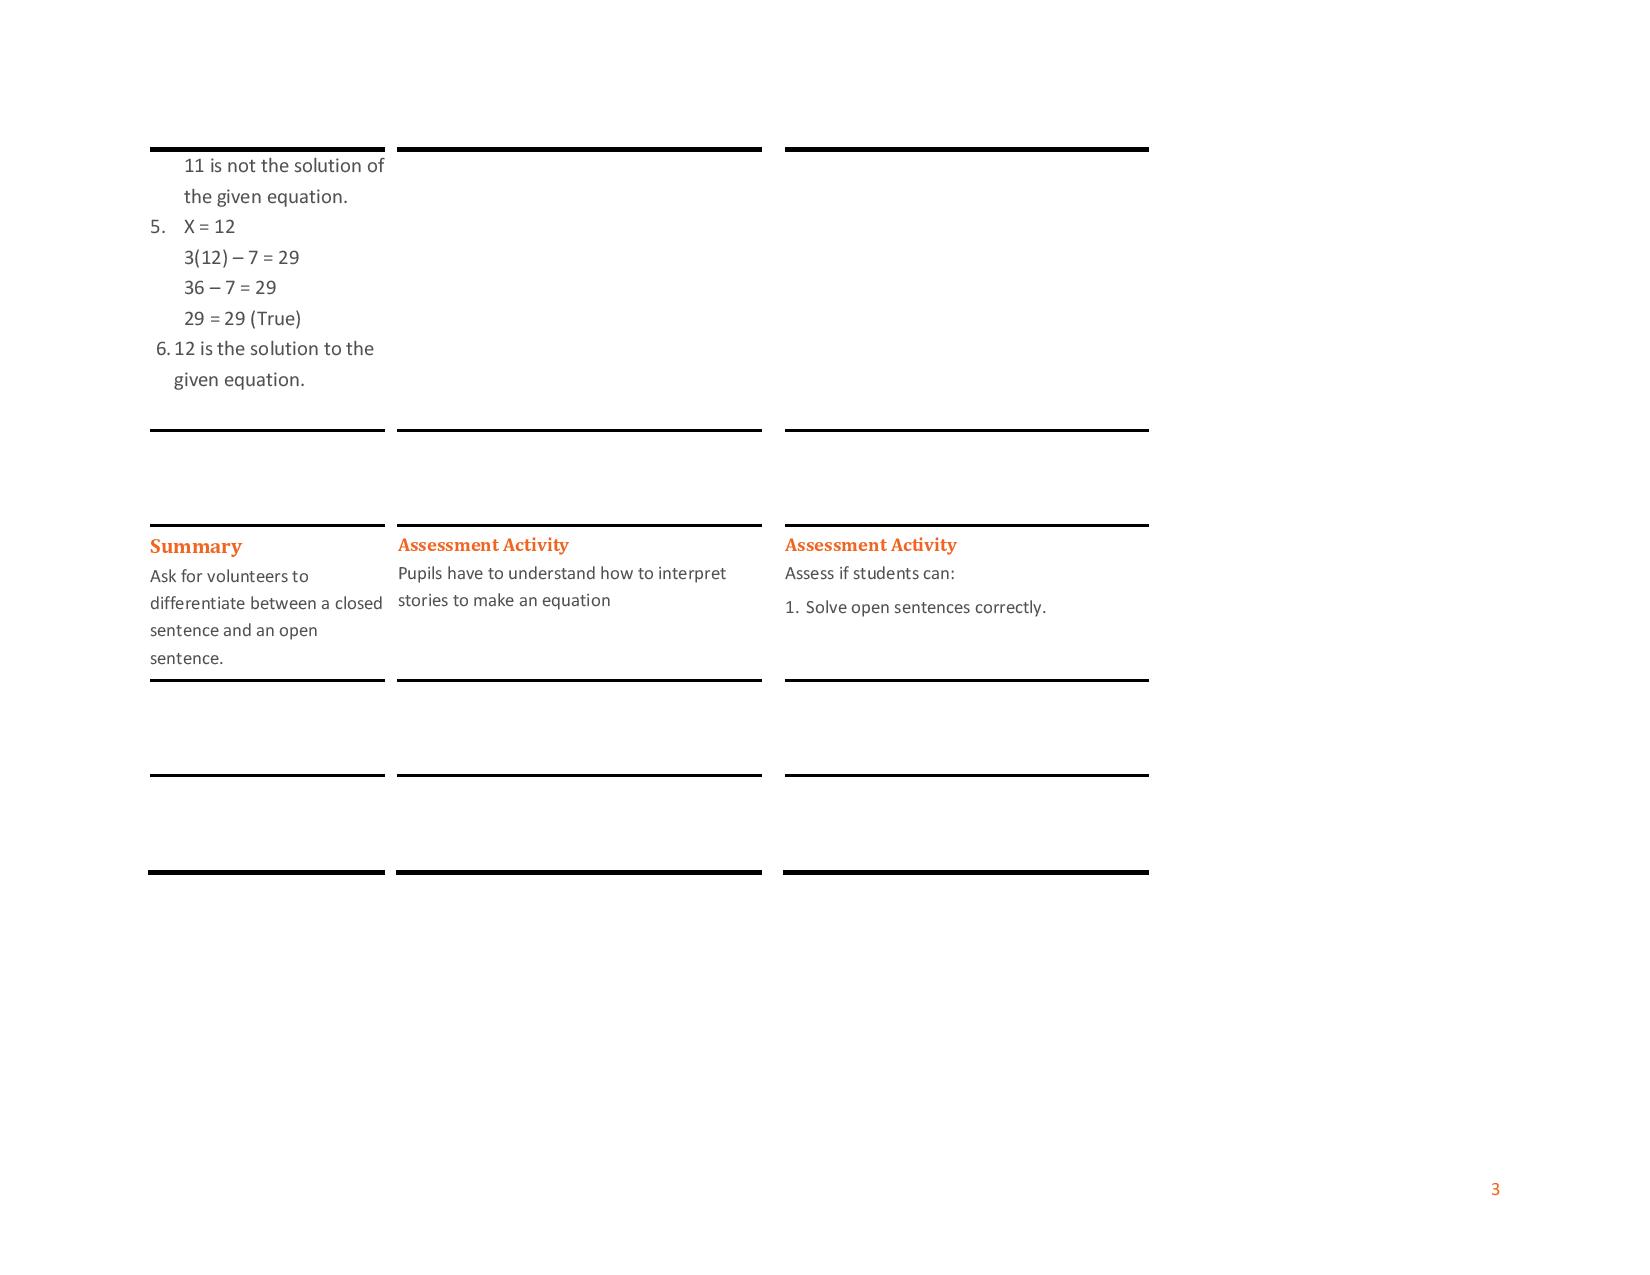 11 is not the solution of
the given equation.
5. X = 12
3(12) – 7 = 29
36 – 7 = 29
29 = 29 (True)
6. 12 is the solution to the
given equation.
Summary
Ask for volunteers to
differentiate between a closed
sentence and an open
sentence.
Assessment Activity
Pupils have to understand how to interpret
stories to make an equation
Assessment Activity
Assess if students can:
1. Solve open sentences correctly.
3